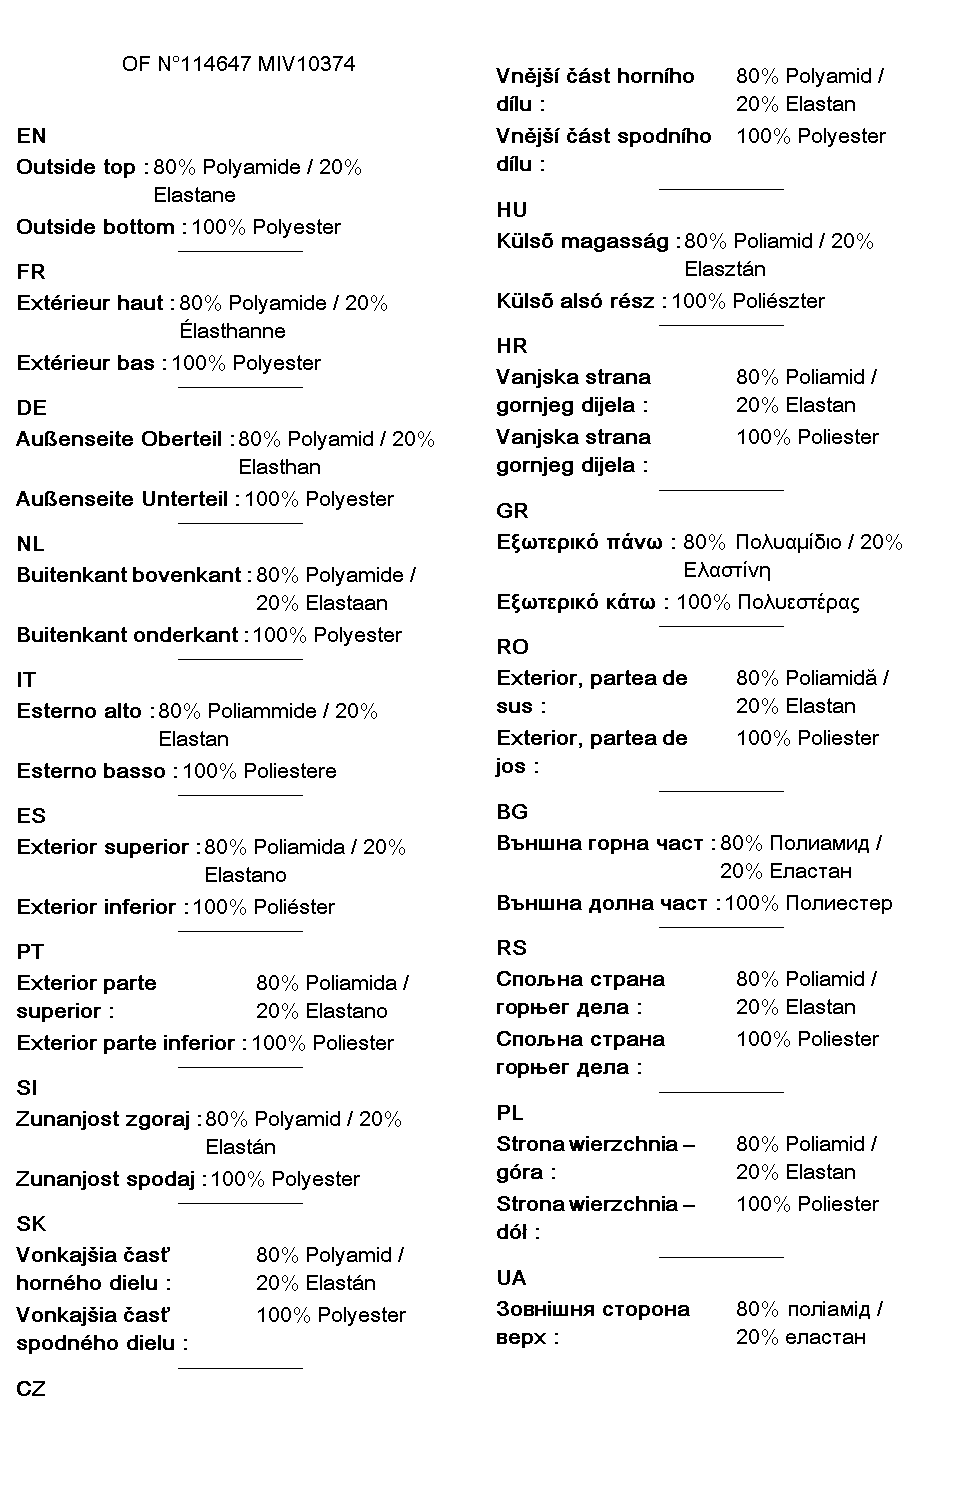 OF N°114647 MIV10374
EN
Outside top : 80% Polyamide / 20%
Elastane
Outside bottom : 100% Polyester
FR
Extérieur haut : 80% Polyamide / 20%
Élasthanne
Extérieur bas : 100% Polyester
DE
Außenseite Oberteil : 80% Polyamid / 20%
Elasthan
Außenseite Unterteil : 100% Polyester
NL
Buitenkant bovenkant : 80% Polyamide /
20% Elastaan
Buitenkant onderkant : 100% Polyester
IT
Esterno alto : 80% Poliammide / 20%
Elastan
Esterno basso : 100% Poliestere
ES
Exterior superior : 80% Poliamida / 20%
Elastano
Exterior inferior : 100% Poliéster
PT
Exterior parte 80% Poliamida /
superior : 20% Elastano
Exterior parte inferior : 100% Poliester
SI
Zunanjost zgoraj : 80% Polyamid / 20%
Elastán
Zunanjost spodaj : 100% Polyester
SK
Vonkajšia časť 80% Polyamid /
horného dielu : 20% Elastán
Vonkajšia časť 100% Polyester
spodného dielu :
CZ
Vnější část horního 80% Polyamid /
dílu : 20% Elastan
Vnější část spodního 100% Polyester
dílu :
HU
Külső magasság : 80% Poliamid / 20%
Elasztán
Külső alsó rész : 100% Poliészter
HR
Vanjska strana 80% Poliamid /
gornjeg dijela : 20% Elastan
Vanjska strana 100% Poliester
gornjeg dijela :
GR
Εξωτερικό πάνω : 80% Πολυαμίδιο / 20%
Ελαστίνη
Εξωτερικό κάτω : 100% Πολυεστέρας
RO
Exterior, partea de 80% Poliamidă /
sus : 20% Elastan
Exterior, partea de 100% Poliester
jos :
BG
Външна горна част : 80% Полиамид /
20% Еластан
Външна долна част : 100% Полиестер
RS
Спољна страна 80% Poliamid /
горњег дела : 20% Elastan
Спољна страна 100% Poliester
горњег дела :
PL
Strona wierzchnia – 80% Poliamid /
góra : 20% Elastan
Strona wierzchnia – 100% Poliester
dół :
UA
Зовнішня сторона 80% поліамід /
верх : 20% еластан